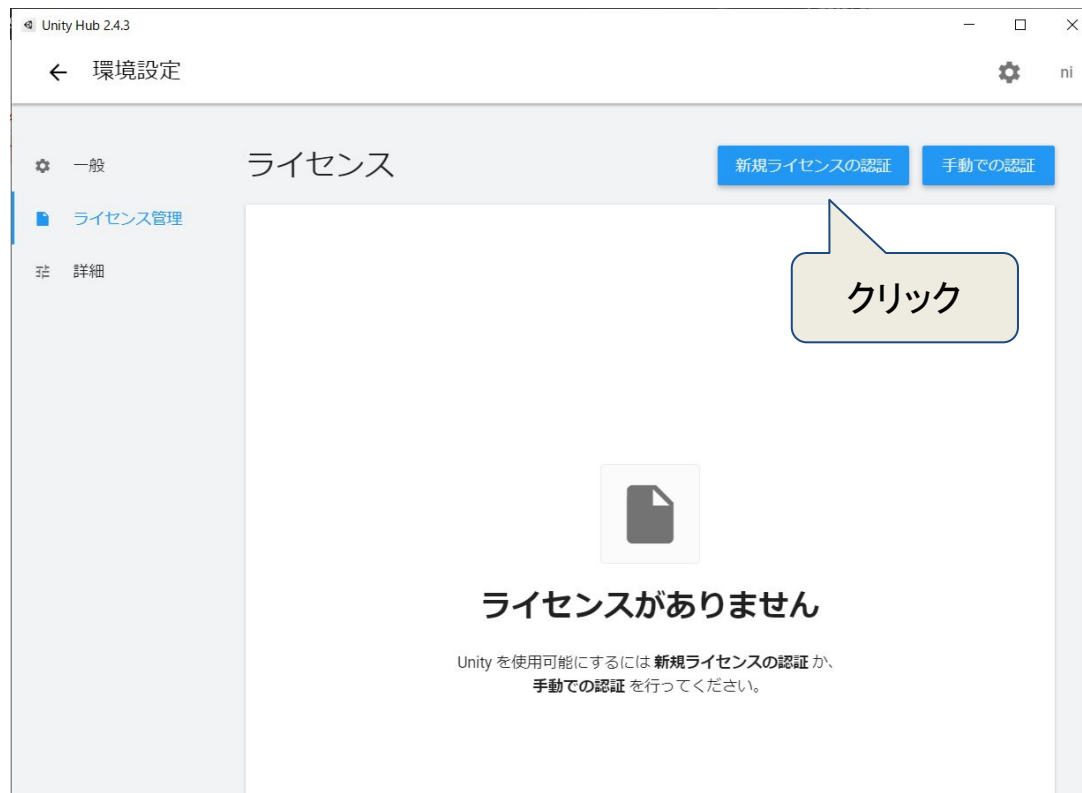 Unity Hub 2.4.3
環境設定
ni
一般
ライセンス管理
詳細
ライセンス
新規ライセンスの認証
手動での認証
クリック
ライセンスがありません
Unity を使用可能にするには 新規ライセンスの認証 か、
手動での認証 を行ってください。